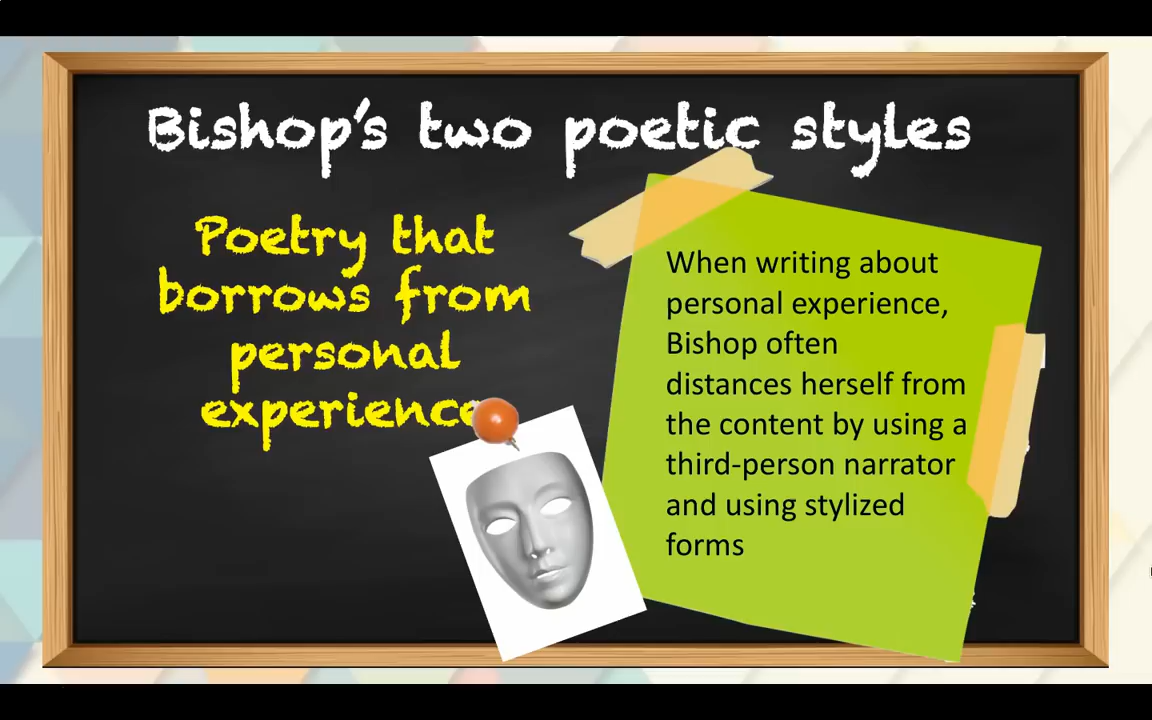 Bishop's two poetic styles
Poetry that
borrows from
personal
experience
When writing about
personal experience,
Bishop often
distances herself from
the content by using a
third-person narrator
and using stylized
forms